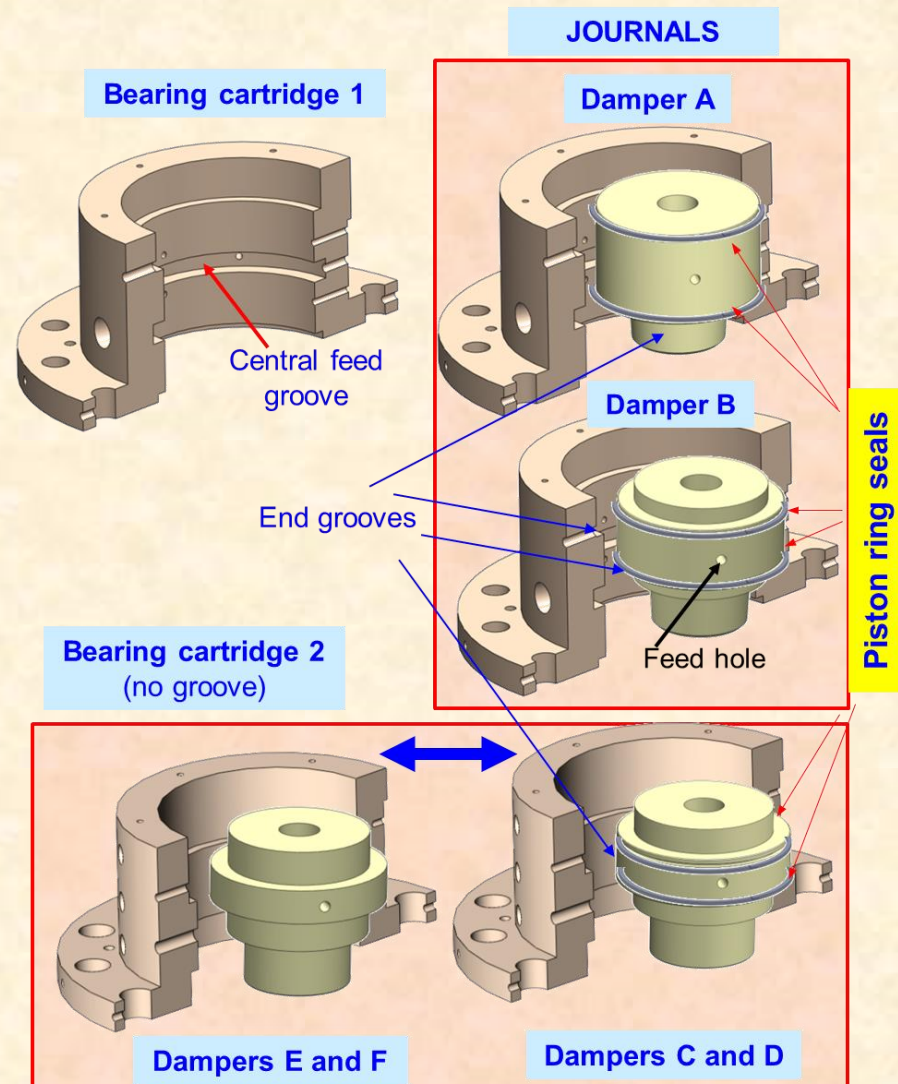 JOURNALS
Bearing cartridge 1
Damper A
Central feed
groove
Damper B
End grooves
Piston ring seals
Feed hole
Bearing cartridge 2
(no groove)
Dampers E and F
Dampers C and D